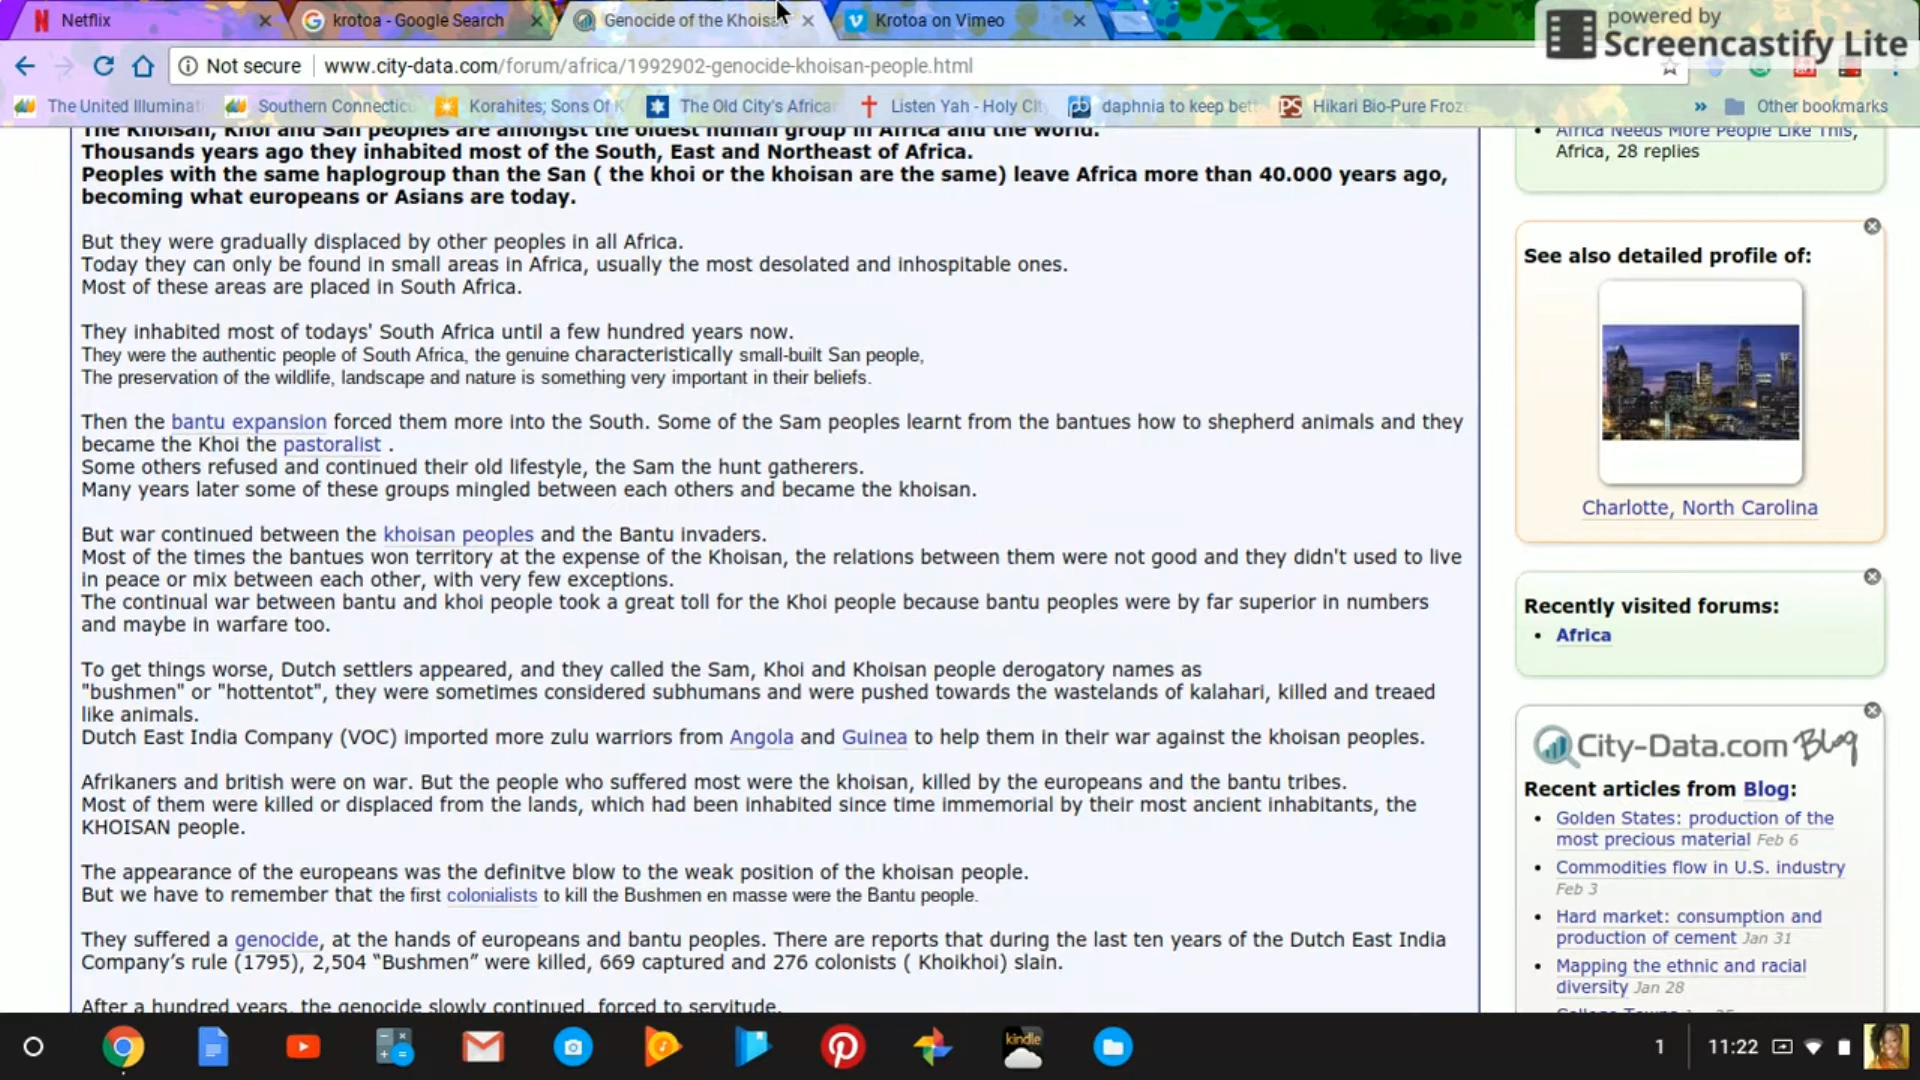 Netflix
krotoa - Google Search
Genocide of the Khoisa
Krotoa on Vimeo
powered by
Screencastify Lite
Not secure
www.city-data.com/forum/africa/1992902-genocide-khoisan-people.html
The United Illuminati
Southern Connectic
Korahites; Sons Of K
The Old City's Africa
Listen Yah - Holy Cit
daphnia to keep bet
Hikari Bio-Pure Froze
Other bookmarks
The Khoisan, Khoi and San peoples are amongst the oldest human group in Africa and the world.
Thousands years ago they inhabited most of the South, East and Northeast of Africa.
Peoples with the same haplogroup than the San ( the khoi or the khoisan are the same) leave Africa more than 40.000 years ago,
becoming what europeans or Asians are today.
But they were gradually displaced by other peoples in all Africa.
Today they can only be found in small areas in Africa, usually the most desolated and inhospitable ones.
Most of these areas are placed in South Africa.
They inhabited most of todays' South Africa until a few hundred years now.
They were the authentic people of South Africa, the genuine characteristically small-built San people,
The preservation of the wildlife, landscape and nature is something very important in their beliefs.
Then the bantu expansion forced them more into the South. Some of the Sam peoples learnt from the bantues how to shepherd animals and they
became the Khoi the pastoralist .
Some others refused and continued their old lifestyle, the Sam the hunt gatherers.
Many years later some of these groups mingled between each others and became the khoisan.
But war continued between the khoisan peoples and the Bantu invaders.
Most of the times the bantues won territory at the expense of the Khoisan, the relations between them were not good and they didn't used to live
in peace or mix between each other, with very few exceptions.
The continual war between bantu and khoi people took a great toll for the Khoi people because bantu peoples were by far superior in numbers
and maybe in warfare too.
To get things worse, Dutch settlers appeared, and they called the Sam, Khoi and Khoisan people derogatory names as
"bushmen" or "hottentot", they were sometimes considered subhumans and were pushed towards the wastelands of kalahari, killed and treaed
like animals.
Dutch East India Company (VOC) imported more zulu warriors from Angola and Guinea to help them in their war against the khoisan peoples.
Afrikaners and british were on war. But the people who suffered most were the khoisan, killed by the europeans and the bantu tribes.
Most of them were killed or displaced from the lands, which had been inhabited since time immemorial by their most ancient inhabitants, the
KHOISAN people.
The appearance of the europeans was the definitve blow to the weak position of the khoisan people.
But we have to remember that the first colonialists to kill the Bushmen en masse were the Bantu people.
They suffered a genocide, at the hands of europeans and bantu peoples. There are reports that during the last ten years of the Dutch East India
Company's rule (1795), 2,504 “Bushmen” were killed, 669 captured and 276 colonists ( Khoikhoi) slain.
After a hundred years, the genocide slowly continued, forced to servitude.
Africa Needs More People Like This,
Africa, 28 replies
See also detailed profile of:
Charlotte, North Carolina
Recently visited forums:
Africa
City-Data.com Blog
Recent articles from Blog:
Golden States: production of the
most precious material Feb 6
Commodities flow in U.S. industry
Feb 3
Hard market: consumption and
production of cement Jan 31
Mapping the ethnic and racial
diversity Jan 28
kindle
1
11:22